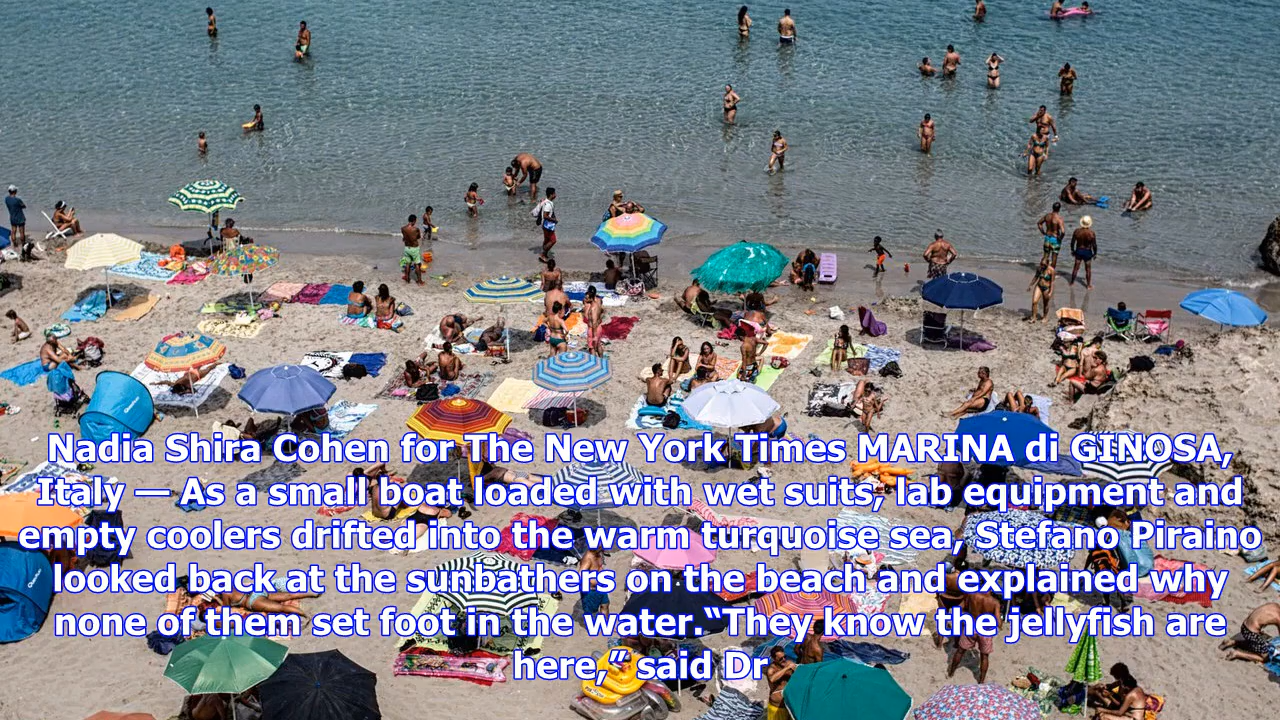 Nadia Shira Cohen for The New York Times MARINA di GINOSA,
Italy — As a small boat loaded with wet suits, lab equipment and
empty coolers drifted into the warm turquoise sea, Stefano Piraino
looked back at the sunbathers on the beach and explained why
none of them set foot in the water.“They know the jellyfish are
here,” said Dr